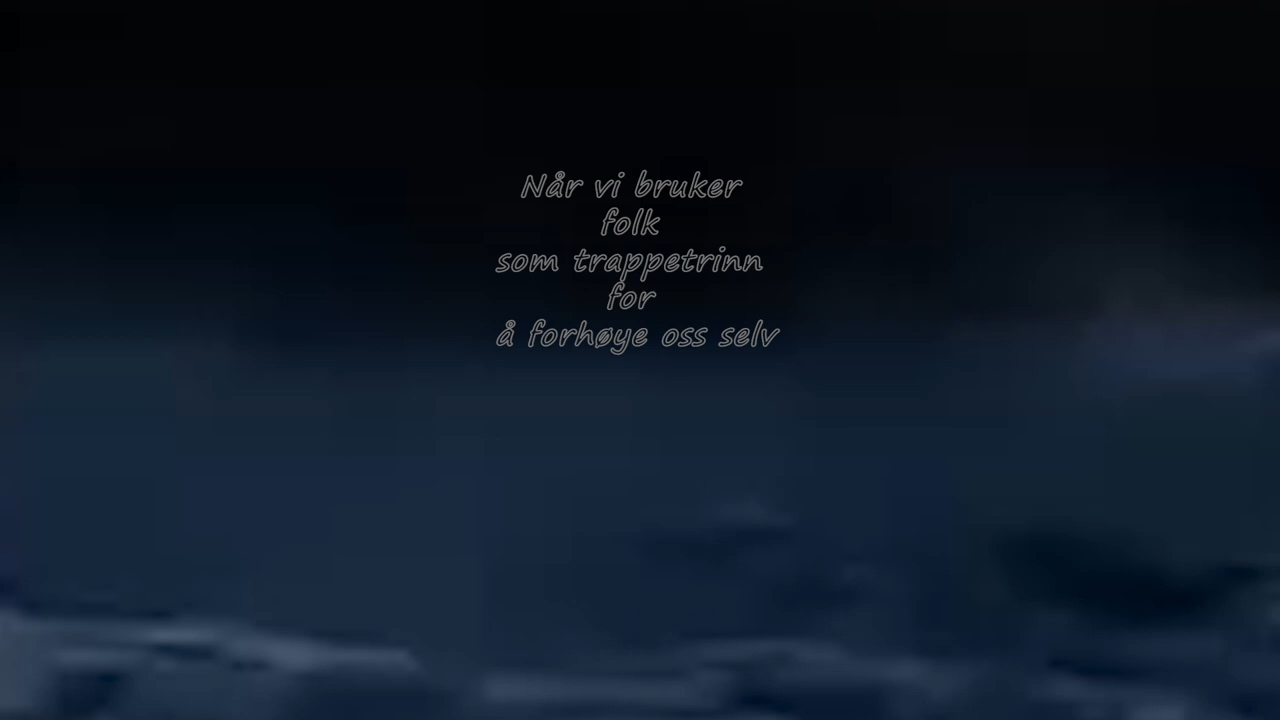 Når vi bruker
folk
som trappetrinn
for
å forhøye oss selv